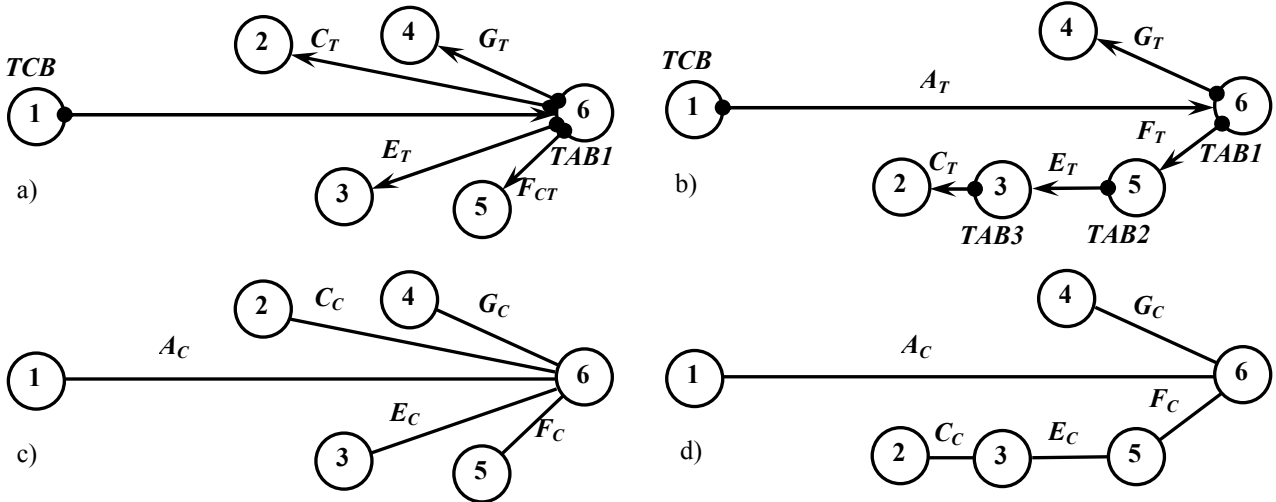 2 C_T 4 G_T
TCB
1 6
E_T TAB1
a) 3 5 F_CT
4 G_T
TCB
1 A_T 6
F_T TAB1
C_T E_T
b) 2 3 5
TAB3 TAB2
2 C_C 4 G_C
A_C
1 6
E_C F_C
c) 3 5
4 G_C
A_C
1 6
F_C
C_C E_C
d) 2 3 5